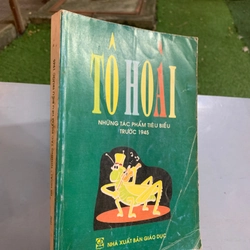 TÔ HOÀI
NHỮNG TÁC PHẨM TIÊU BIỂU
TRƯỚC 1945
NHÀ XUẤT BẢN GIÁO DỤC